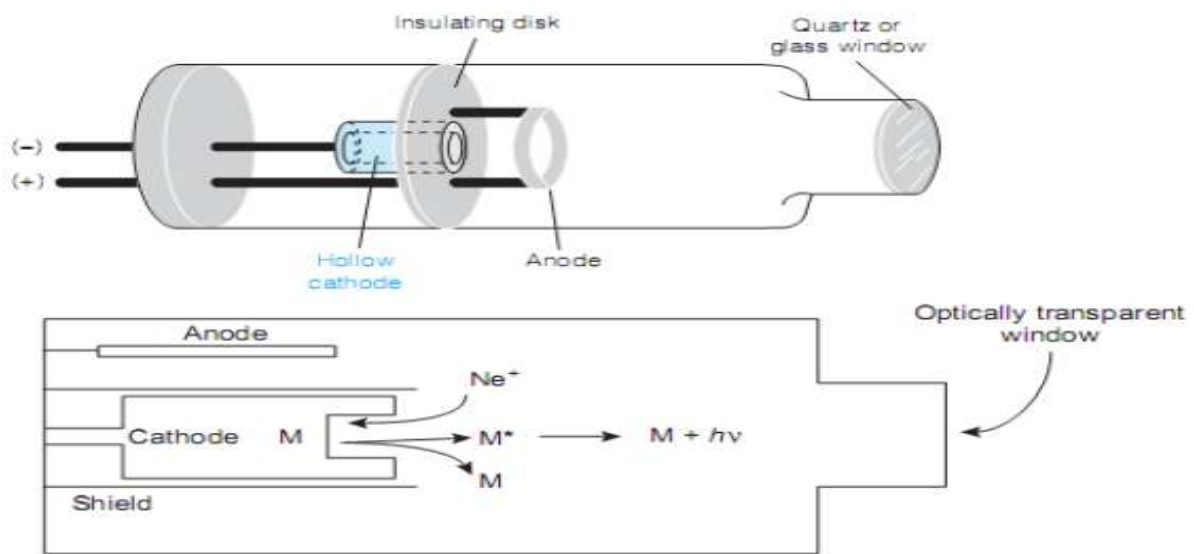 Insulating disk
Quartz or
glass window
(−)
(+)
Hollow
cathode
Anode
Anode
Optically transparent
window
Ne⁺
Cathode M
M*
M + hν
M
Shield